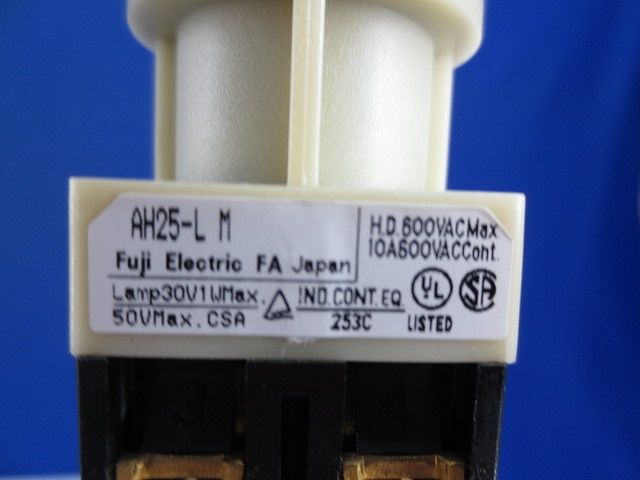 AH25-L M
Fuji Electric FA Japan
H.D.600VACMax
10A600VACCont.
Lamp30V1WMax.
50VMax. CSA
IND.CONT.EQ
253C
UL
LISTED
SA
3
4